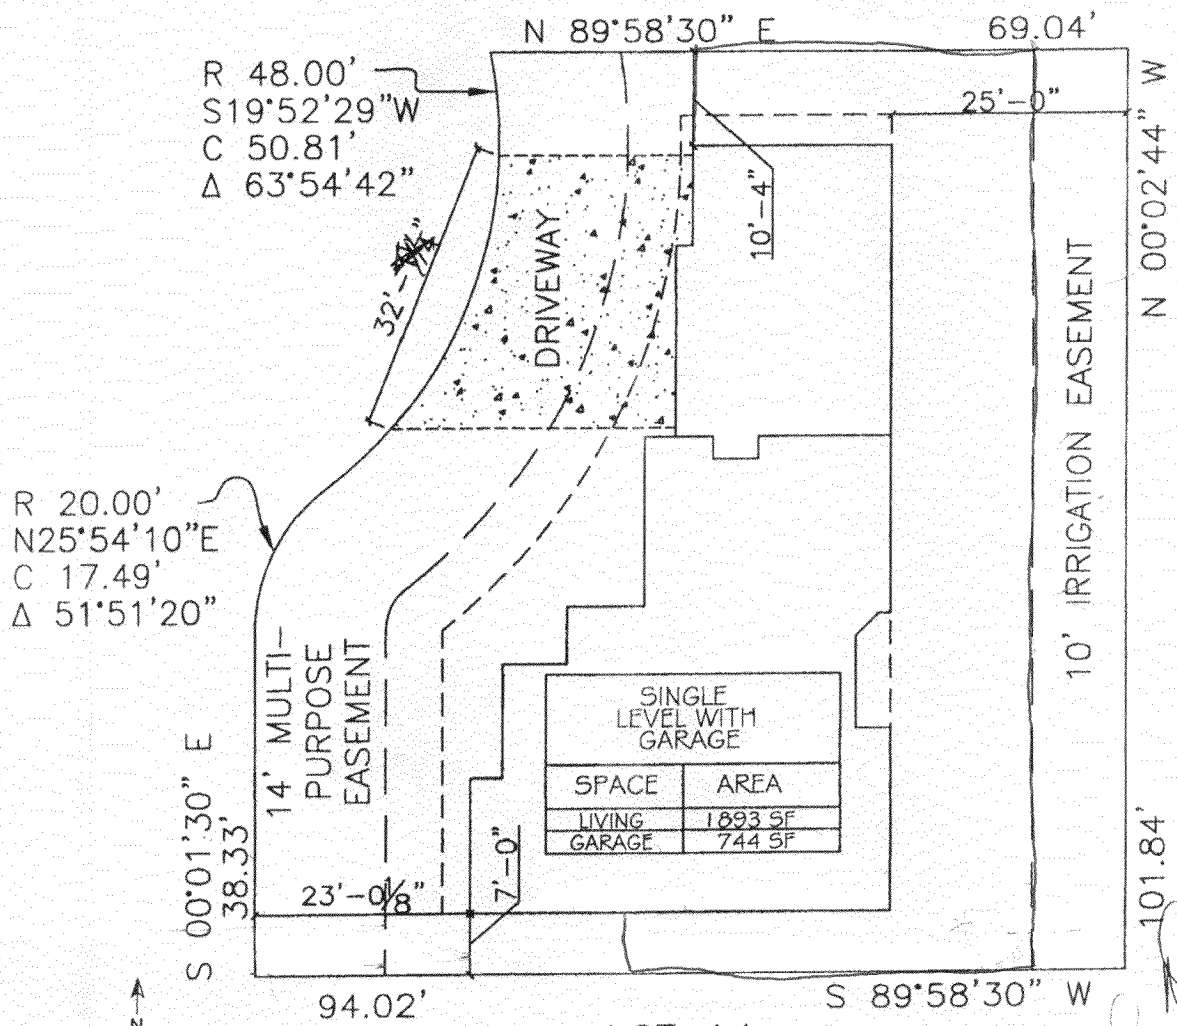 N 89°58'30" E
69.04'
R 48.00'
S19°52'29"W
C 50.81'
Δ 63°54'42"
25'-0"
N 00°02'44" W
10'-4"
DRIVEWAY
32'-
10' IRRIGATION EASEMENT
R 20.00'
N25°54'10"E
C 17.49'
Δ 51°51'20"
14' MULTI-
PURPOSE
EASEMENT
SINGLE
LEVEL WITH
GARAGE
SPACE AREA
LIVING 1893 SF
GARAGE 744 SF
S 00°01'30" E
38.33'
23'-0⅛"
7'-0"
101.84'
94.02'
S 89°58'30" W
N